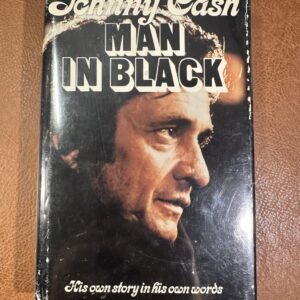 Johnny Cash
MAN
IN BLACK
His own story in his own words